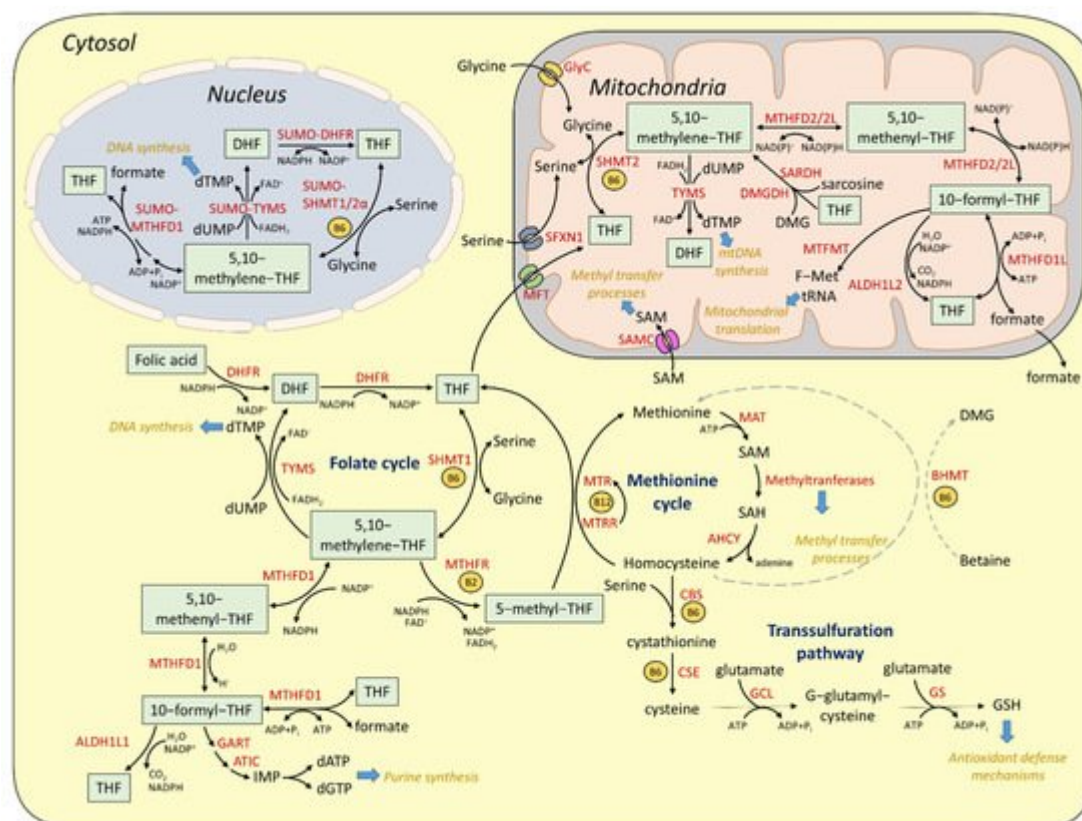 Cytosol
Nucleus
DNA synthesis
THF
formate
ATP
NADPH
SUMO-
MTHFD1
ADP+Pi
NADP+
DHF
SUMO-DHFR
NADPH
NADP+
THF
dTMP
FAD+
SUMO-TYMS
dUMP
FADH2
SUMO-
SHMT1/2α
B6
Serine
Glycine
5,10-
methylene-THF
Mitochondria
Glycine
GlyC
Glycine
Serine
SHMT2
B6
Serine
SFXN1
MFT
THF
5,10-
methylene-THF
MTHFD2/2L
NAD(P)+
NAD(P)H
5,10-
methenyl-THF
NAD(P)+
NAD(P)H
MTHFD2/2L
FADH2
dUMP
TYMS
FAD+
dTMP
DHF
mtDNA
synthesis
SARDH
DMGDH
sarcosine
DMG
THF
10-formyl-THF
MTFMT
F-Met
tRNA
Mitochondrial
translation
H2O
NADP+
ALDH1L2
CO2
NADPH
THF
ADP+Pi
MTHFD1L
ATP
formate
formate
Methyl transfer
processes
SAM
SAMC
SAM
Folic acid
DHFR
NADPH
NADP+
DHF
DHFR
NADPH
NADP+
THF
DNA synthesis
dTMP
FAD+
TYMS
dUMP
FADH2
Folate cycle
SHMT1
B6
Serine
Glycine
5,10-
methylene-THF
MTHFR
B2
NADPH
FAD+
NADP+
FADH2
5-methyl-THF
MTHFD1
NADP+
NADPH
5,10-
methenyl-THF
MTHFD1
H2O
H+
10-formyl-THF
MTHFD1
ADP+Pi
ATP
THF
formate
ALDH1L1
H2O
NADP+
CO2
NADPH
THF
GART
ATIC
IMP
dATP
dGTP
Purine synthesis
Methionine
ATP
MAT
SAM
Methyltranferases
SAH
Methyl transfer
processes
AHCY
adenine
Homocysteine
MTR
B12
MTRR
Methionine
cycle
DMG
BHMT
B6
Betaine
Serine
CBS
B6
cystathionine
B6
CSE
cysteine
Transsulfuration
pathway
glutamate
GCL
ATP
ADP+Pi
G-glutamyl-
cysteine
glutamate
GS
ATP
ADP+Pi
GSH
Antioxidant defense
mechanisms